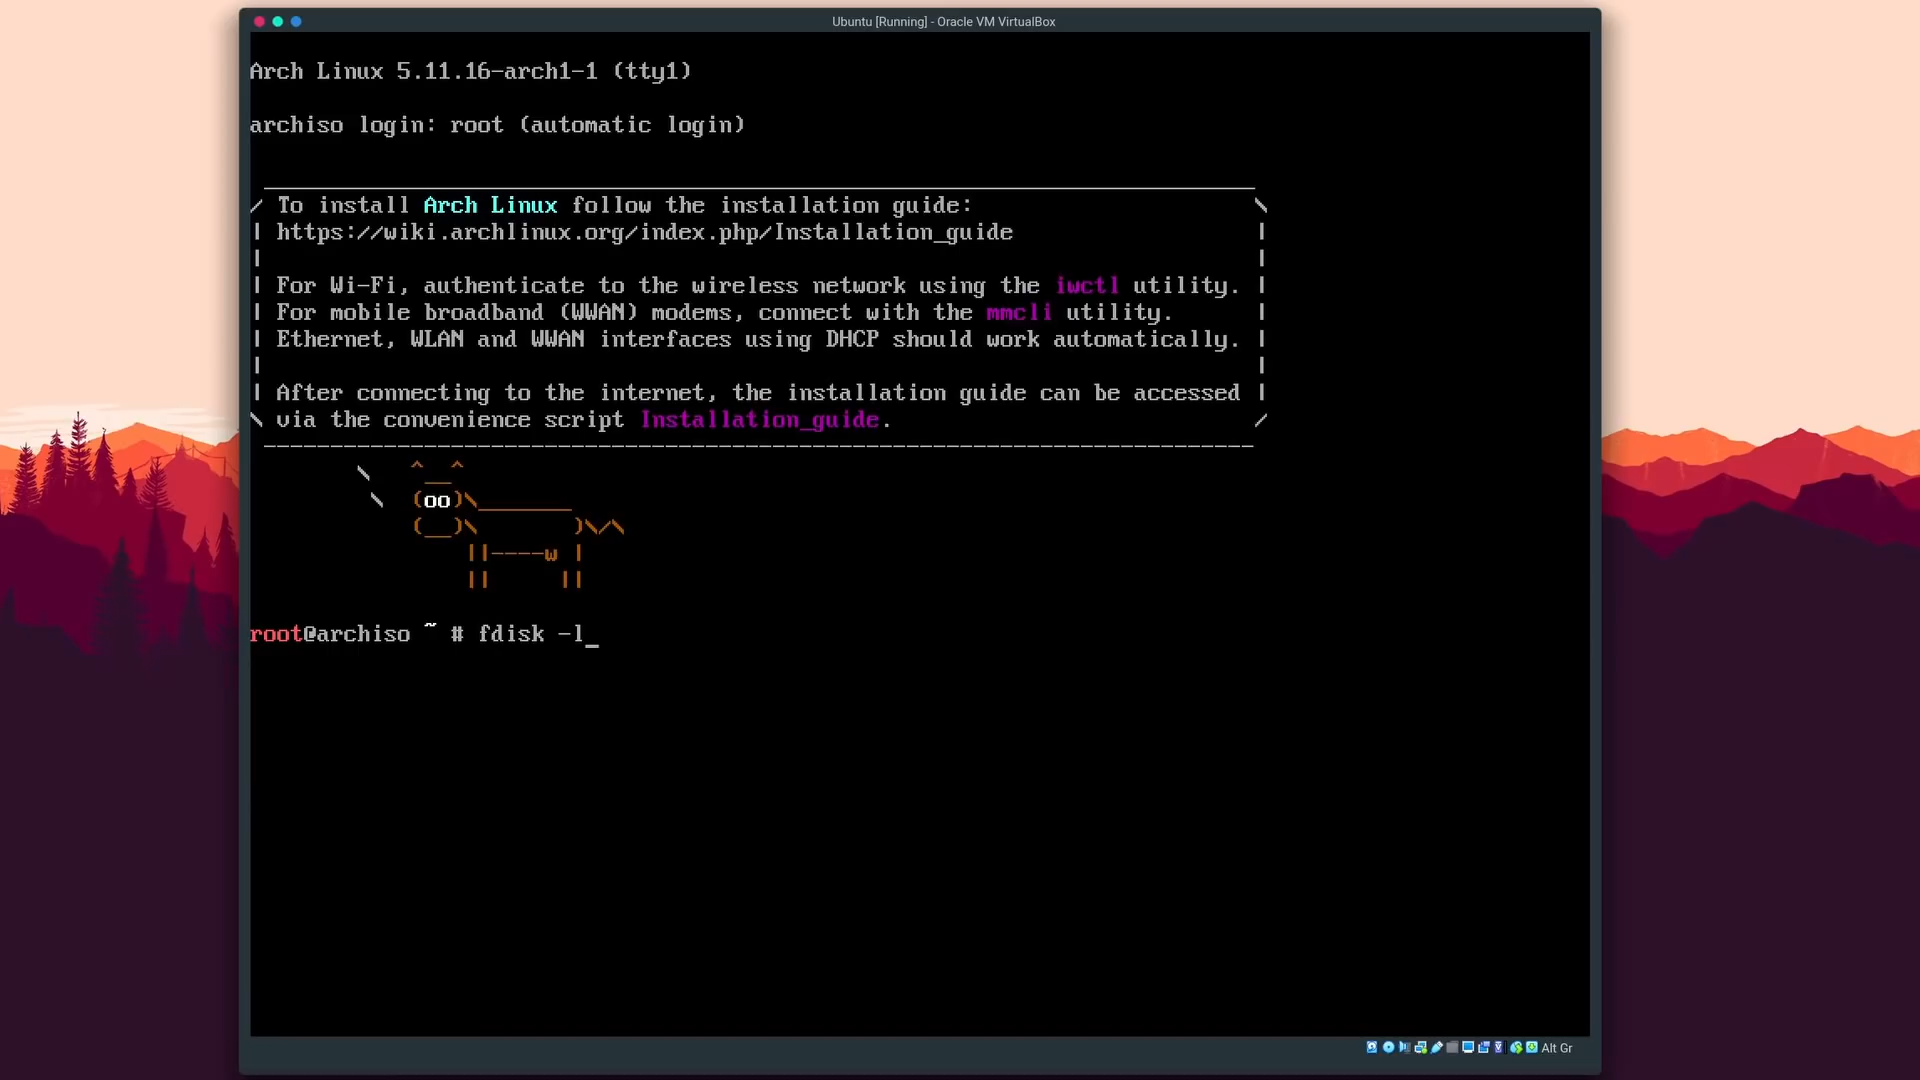 Ubuntu [Running] - Oracle VM VirtualBox
Arch Linux 5.11.16-arch1-1 (tty1)
archiso login: root (automatic login)
To install Arch Linux follow the installation guide:
https://wiki.archlinux.org/index.php/Installation_guide
For Wi-Fi, authenticate to the wireless network using the iwctl utility.
For mobile broadband (WWAN) modems, connect with the mmcli utility.
Ethernet, WLAN and WWAN interfaces using DHCP should work automatically.
After connecting to the internet, the installation guide can be accessed
via the convenience script Installation_guide.
root@archiso ~ # fdisk -l_
Alt Gr